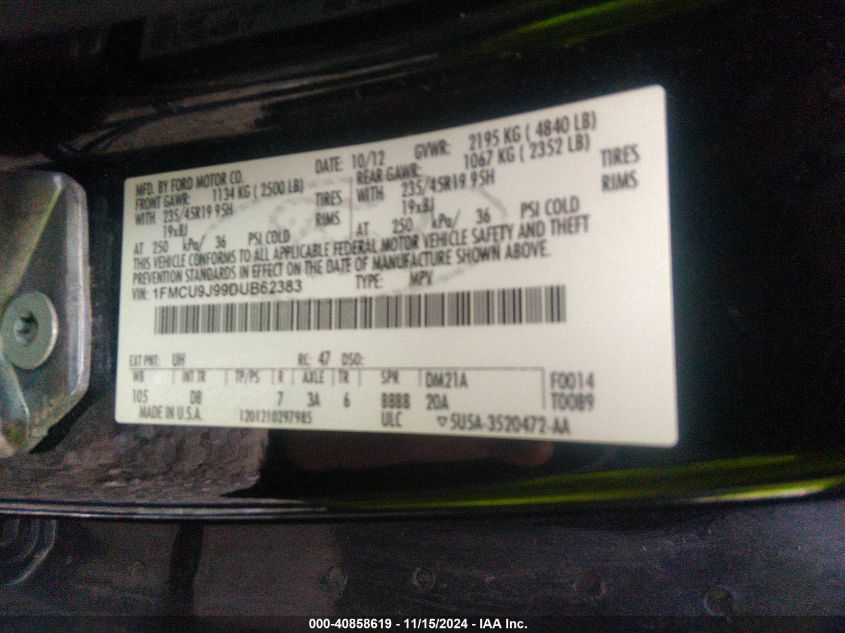 MFD. BY FORD MOTOR CO.
DATE: 10/12 GVWR: 2195 KG ( 4840 LB)
FRONT GAWR: 1134 KG ( 2500 LB) REAR GAWR: 1067 KG ( 2352 LB)
WITH 235/45R19 95H TIRES WITH 235/45R19 95H TIRES
19x8J RIMS 19x8J RIMS
AT 250 kPa/ 36 PSI COLD AT 250 kPa/ 36 PSI COLD
THIS VEHICLE CONFORMS TO ALL APPLICABLE FEDERAL MOTOR VEHICLE SAFETY AND THEFT
PREVENTION STANDARDS IN EFFECT ON THE DATE OF MANUFACTURE SHOWN ABOVE.
VIN: 1FMCU9J99DUB62383 TYPE: MPV
EXT PNT: UH RC: 47 DSO:
WB INT TR TP/PS R AXLE TR SPR DM21A F0014
105 D8 7 3A 6 BBBB 20A T0089
MADE IN U.S.A. 1201210297985 ULC ▽5U5A-3520472-AA
000-40858619 - 11/15/2024 - IAA Inc.